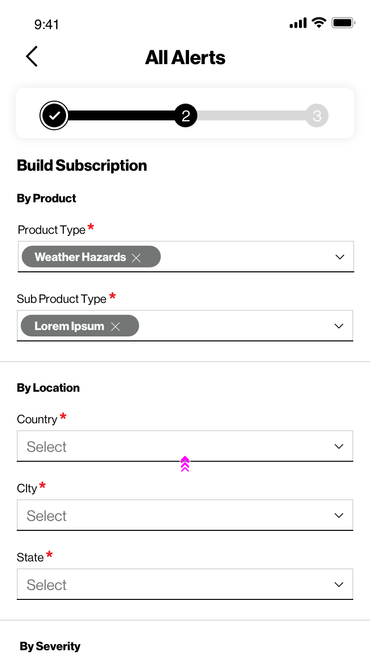 9:41
All Alerts
2
3
Build Subscription
By Product
Product Type*
Weather Hazards
Sub Product Type *
Lorem Ipsum
By Location
Country *
Select
CIty *
Select
State *
Select
By Severity